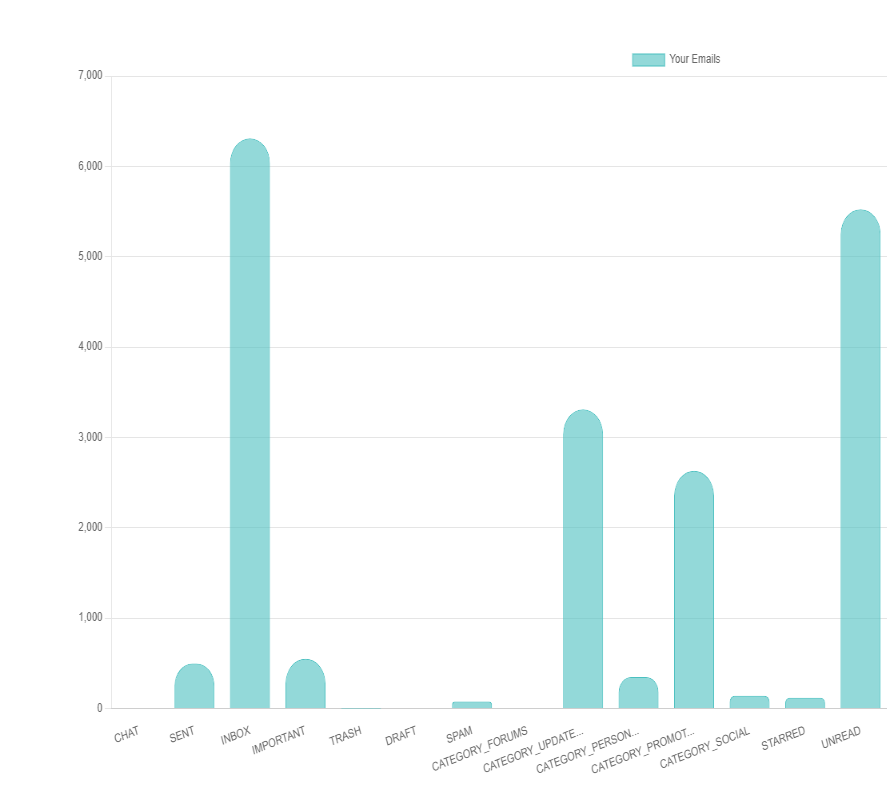 Your Emails
7,000
6,000
5,000
4,000
3,000
2,000
1,000
0
CHAT
SENT
INBOX
IMPORTANT
TRASH
DRAFT
SPAM
CATEGORY_FORUMS
CATEGORY_UPDATE...
CATEGORY_PERSON...
CATEGORY_PROMOT...
CATEGORY_SOCIAL
STARRED
UNREAD